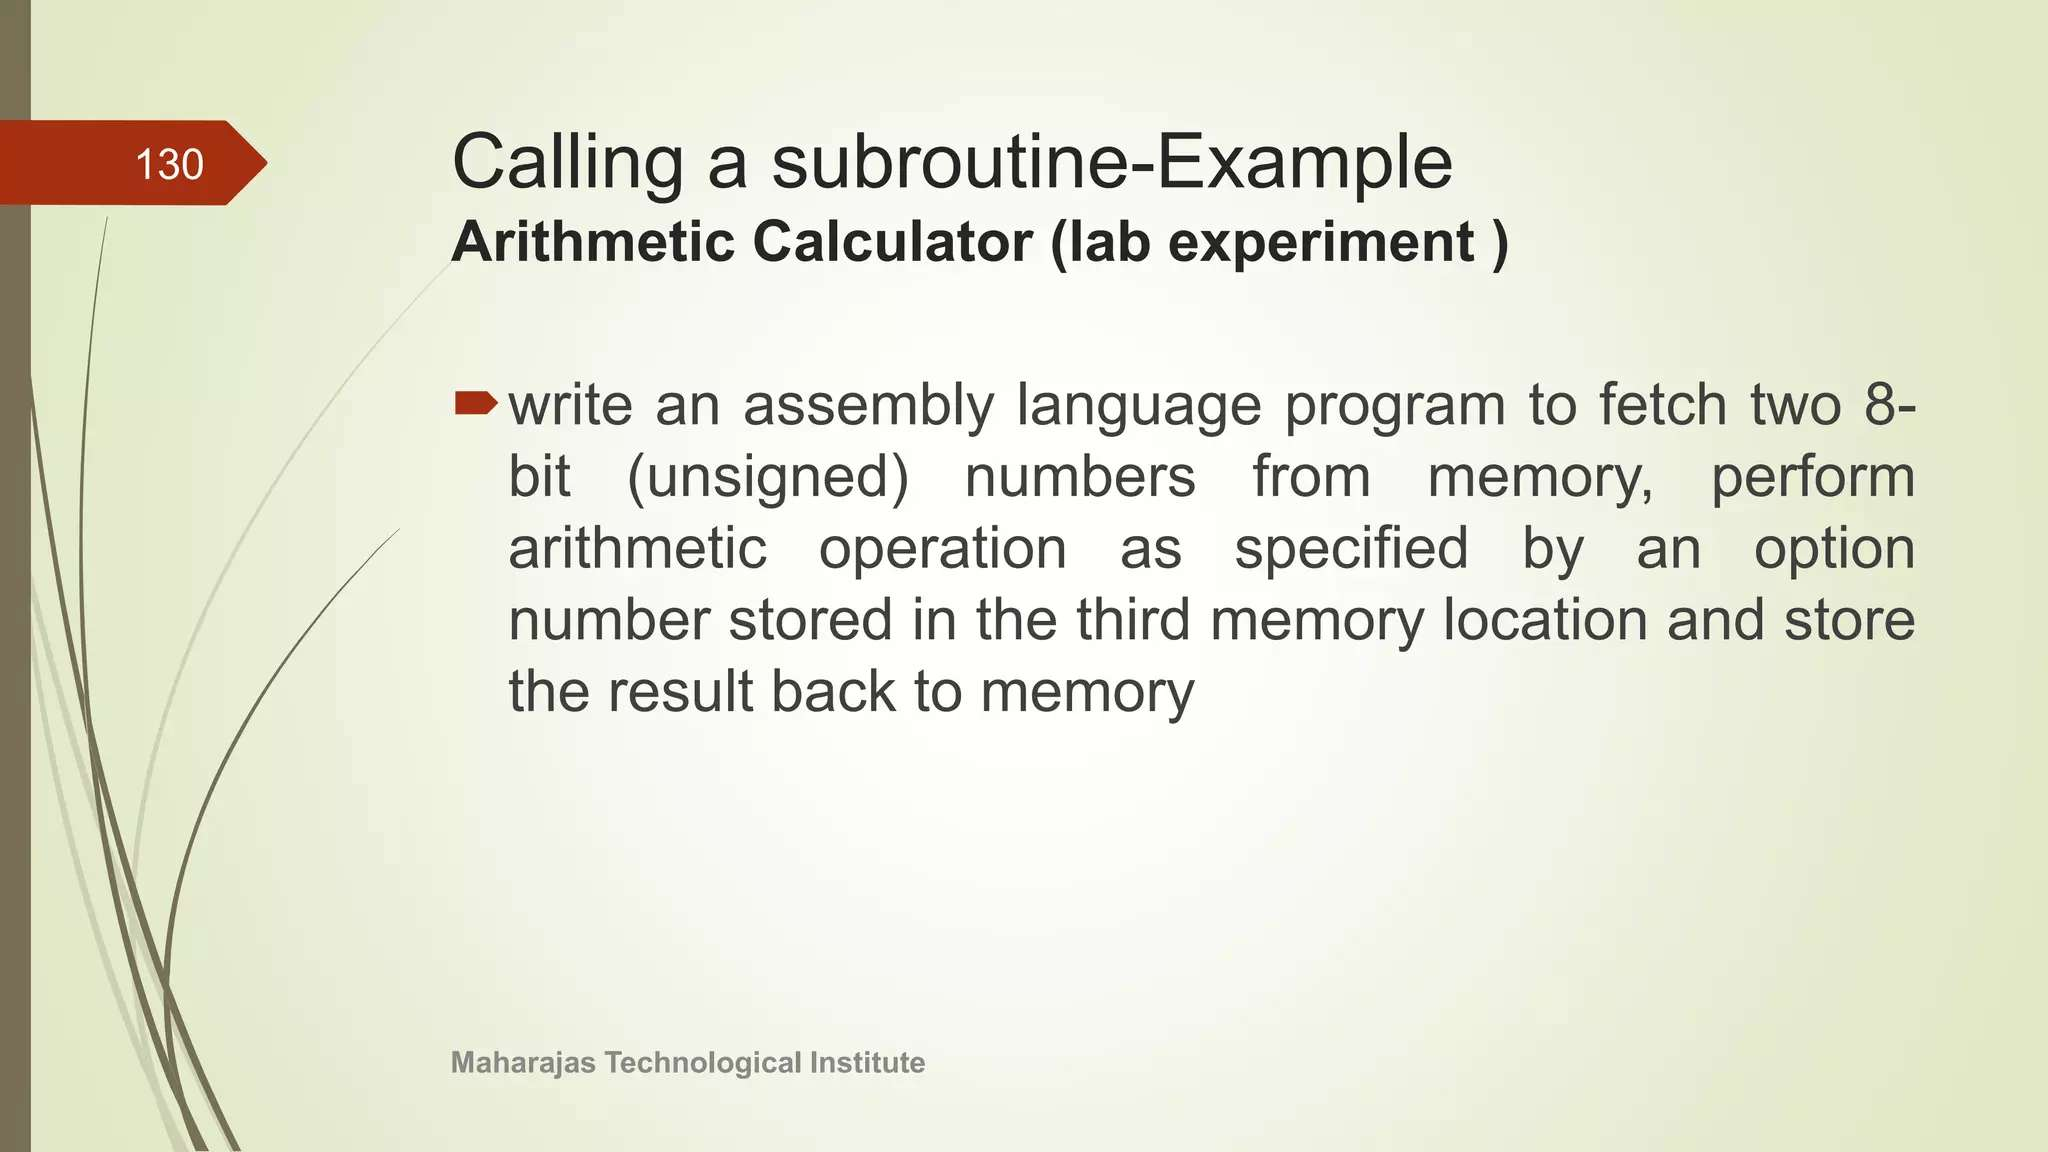 130
Calling a subroutine-Example
Arithmetic Calculator (lab experiment )
write an assembly language program to fetch two 8-
bit (unsigned) numbers from memory, perform
arithmetic operation as specified by an option
number stored in the third memory location and store
the result back to memory
Maharajas Technological Institute